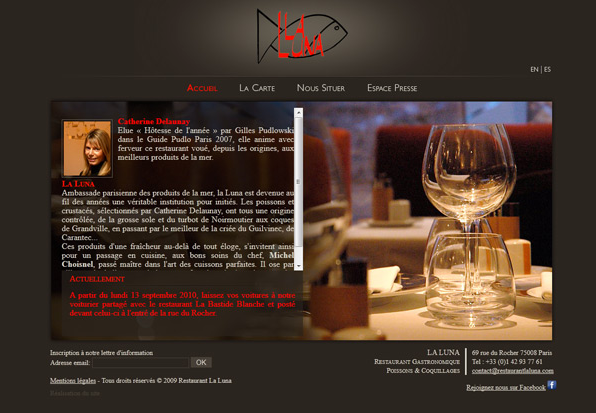 LA LUNA
EN | ES
Accueil La Carte Nous Situer Espace Presse
Catherine Delaunay
Elue « Hôtesse de l'année » par Gilles Pudlowski
dans le Guide Pudlo Paris 2007, elle anime avec
ferveur ce restaurant voué, depuis les origines, aux
meilleurs produits de la mer.
La Luna
Ambassade parisienne des produits de la mer, la Luna est devenue au
fil des années une véritable institution pour initiés. Les poissons et
crustacés, sélectionnés par Catherine Delaunay, ont tous une origine
contrôlée, de la grosse sole et du turbot de Noirmoutier aux coques
de Grandville, en passant par le meilleur de la criée du Guilvinec, de
Carantec...
Ces produits d'une fraîcheur au-delà de tout éloge, s'invitent ainsi
pour un passage en cuisine, aux bons soins du chef, Michel
Choisnel, passé maître dans l'art des cuissons parfaites. Il ose par
Actuellement
A partir du lundi 13 septembre 2010, laissez vos voitures à notre
voiturier partagé avec le restaurant La Bastide Blanche et posté
devant celui-ci à l'entré de la rue du Rocher
Inscription à notre lettre d'information
Adresse email: OK
Mentions légales - Tous droits réservés © 2009 Restaurant La Luna
Réalisation du site
LA LUNA
Restaurant Gastronomique
Poissons & Coquillages
69 rue du Rocher 75008 Paris
Tel : +33 (0)1 42 93 77 61
contact@restaurantlaluna.com
Rejoignez nous sur Facebook